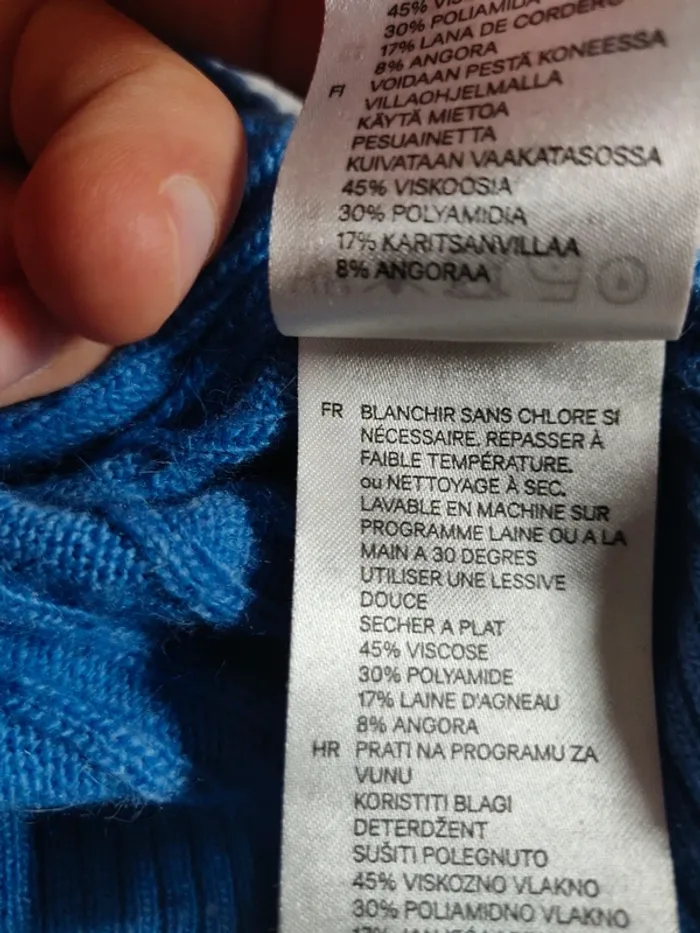 45%
30% POLIAMIDA
17% LANA DE CORDERO
8% ANGORA
FI VOIDAAN PESTÄ KONEESSA
VILLAOHJELMALLA
KÄYTÄ MIETOA
PESUAINETTA
KUIVATAAN VAAKATASOSSA
45% VISKOOSIA
30% POLYAMIDIA
17% KARITSANVILLAA
8% ANGORAA
FR BLANCHIR SANS CHLORE SI
NÉCESSAIRE. REPASSER À
FAIBLE TEMPÉRATURE.
ou NETTOYAGE À SEC.
LAVABLE EN MACHINE SUR
PROGRAMME LAINE OU A LA
MAIN A 30 DEGRES
UTILISER UNE LESSIVE
DOUCE
SECHER A PLAT
45% VISCOSE
30% POLYAMIDE
17% LAINE D'AGNEAU
8% ANGORA
HR PRATI NA PROGRAMU ZA
VUNU
KORISTITI BLAGI
DETERDŽENT
SUŠITI POLEGNUTO
45% VISKOZNO VLAKNO
30% POLIAMIDNO VLAKNO
17%